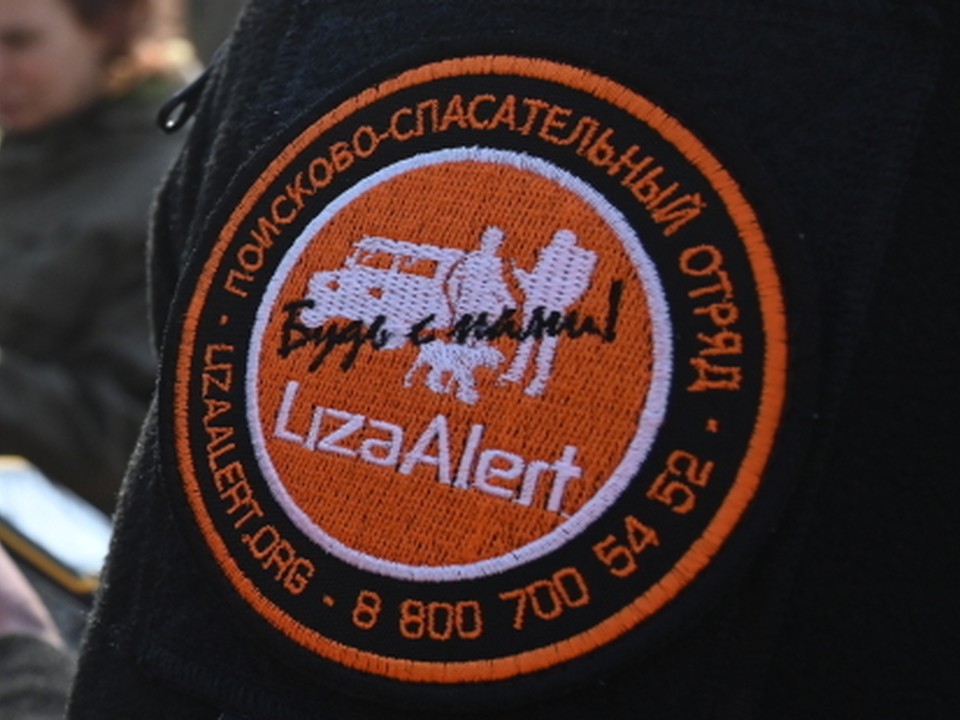 ПОИСКОВО-СПАСАТЕЛЬНЫЙ ОТРЯД -
LIZAALERT.ORG - 8 800 700 54 52 -
Будь с нами!
LizaAlert